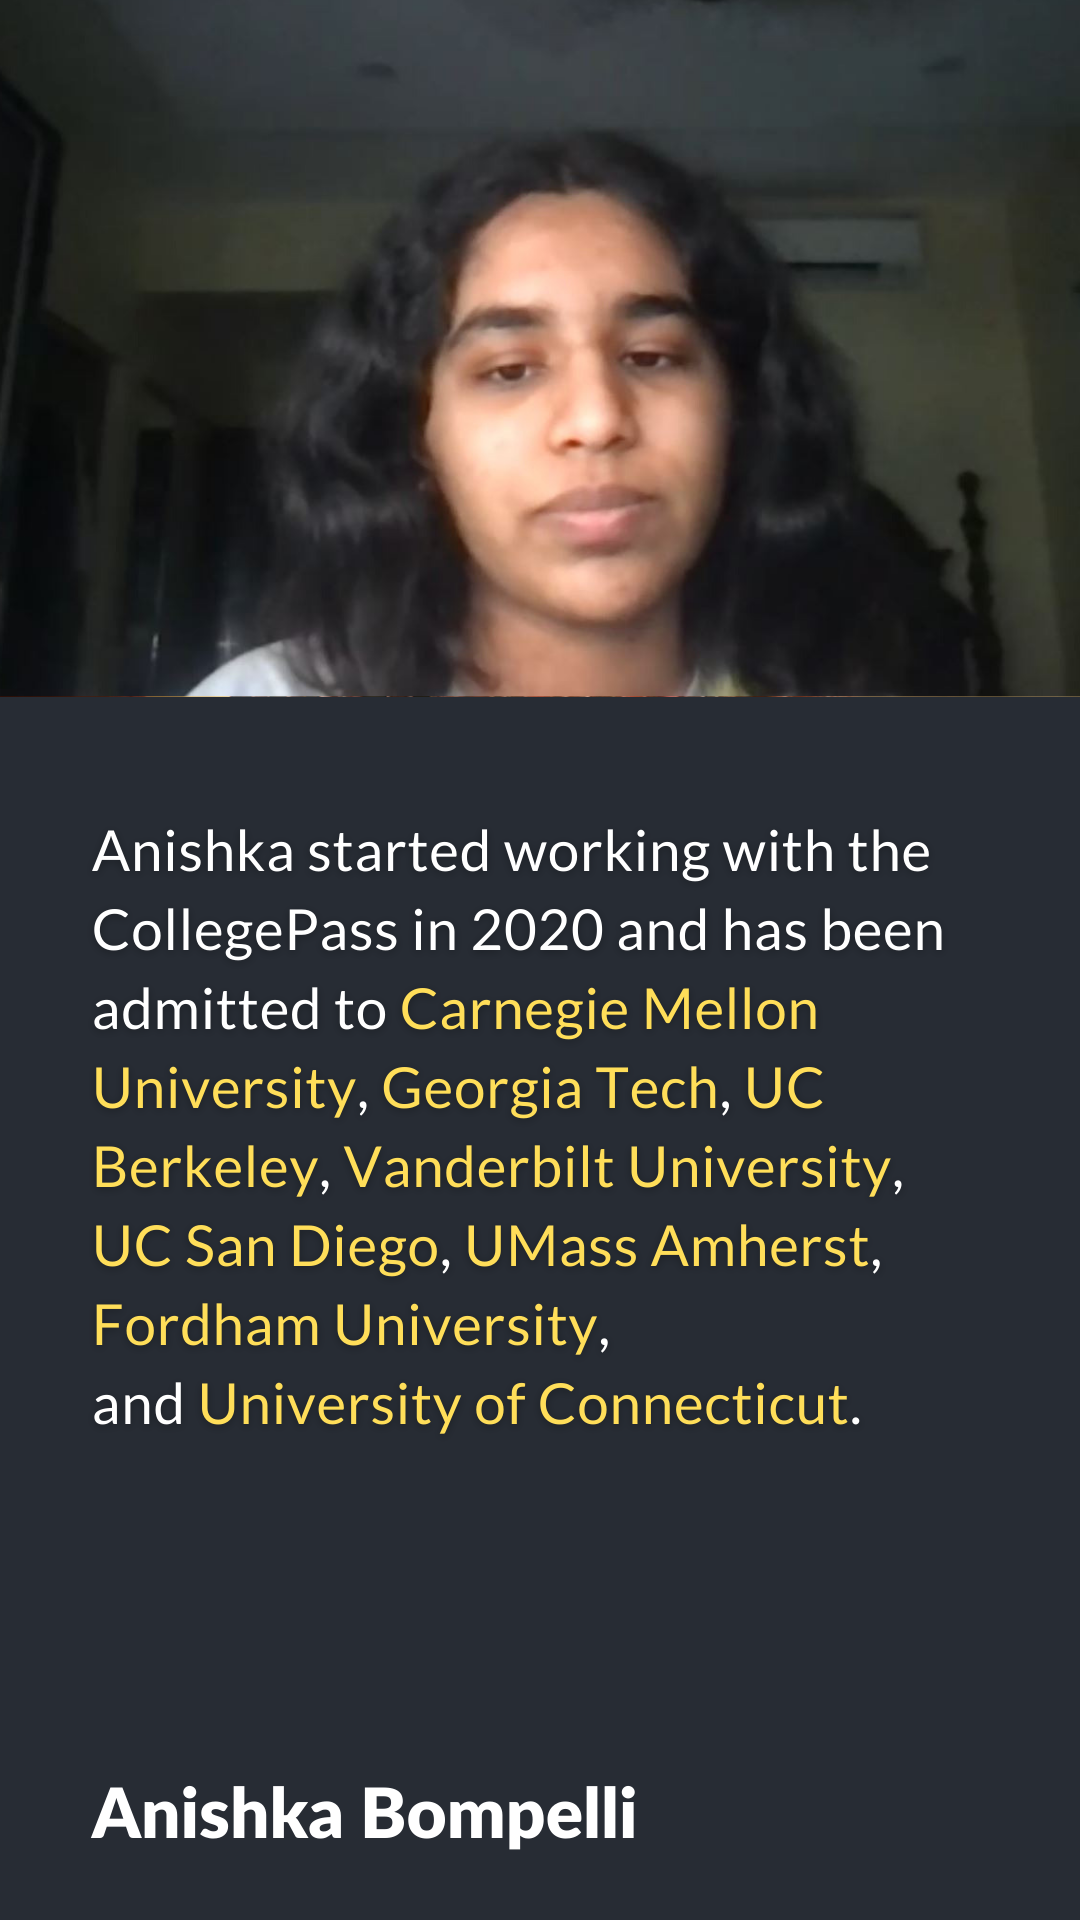 Anishka started working with the
CollegePass in 2020 and has been
admitted to Carnegie Mellon
University, Georgia Tech, UC
Berkeley, Vanderbilt University,
UC San Diego, UMass Amherst,
Fordham University,
and University of Connecticut.
Anishka Bompelli